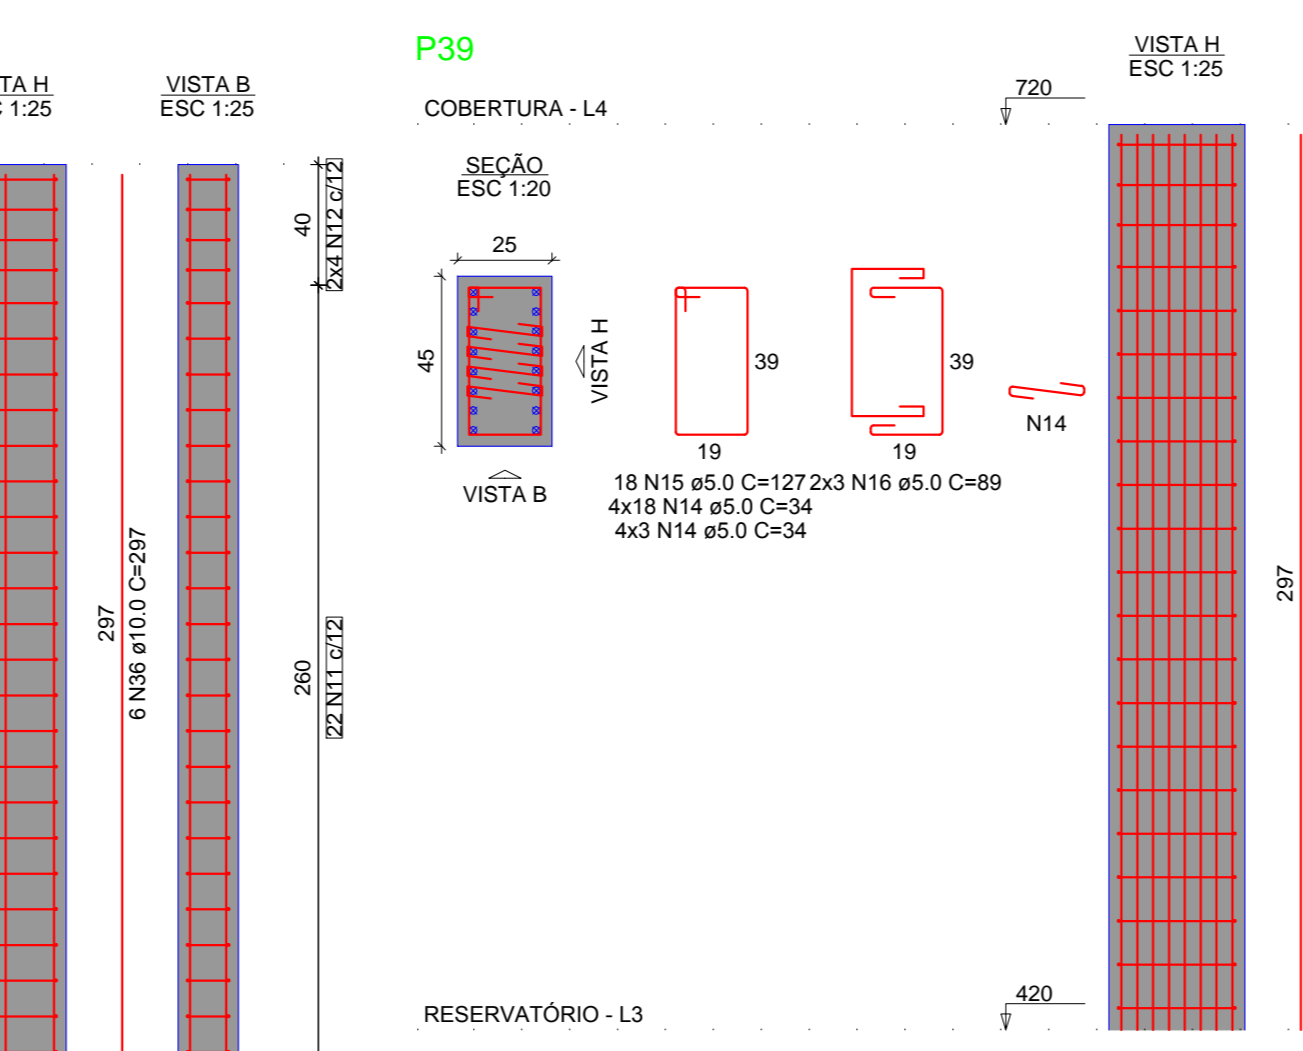 TA H
1:25
VISTA B
ESC 1:25
297
6 N36 ø10.0 C=297
40
2x4 N12 c/12
260
22 N11 c/12
P39
COBERTURA - L4
720
SEÇÃO
ESC 1:20
25
45
VISTA H
VISTA B
39
19
39
19
N14
18 N15 ø5.0 C=127
2x3 N16 ø5.0 C=89
4x18 N14 ø5.0 C=34
4x3 N14 ø5.0 C=34
VISTA H
ESC 1:25
297
RESERVATÓRIO - L3
420